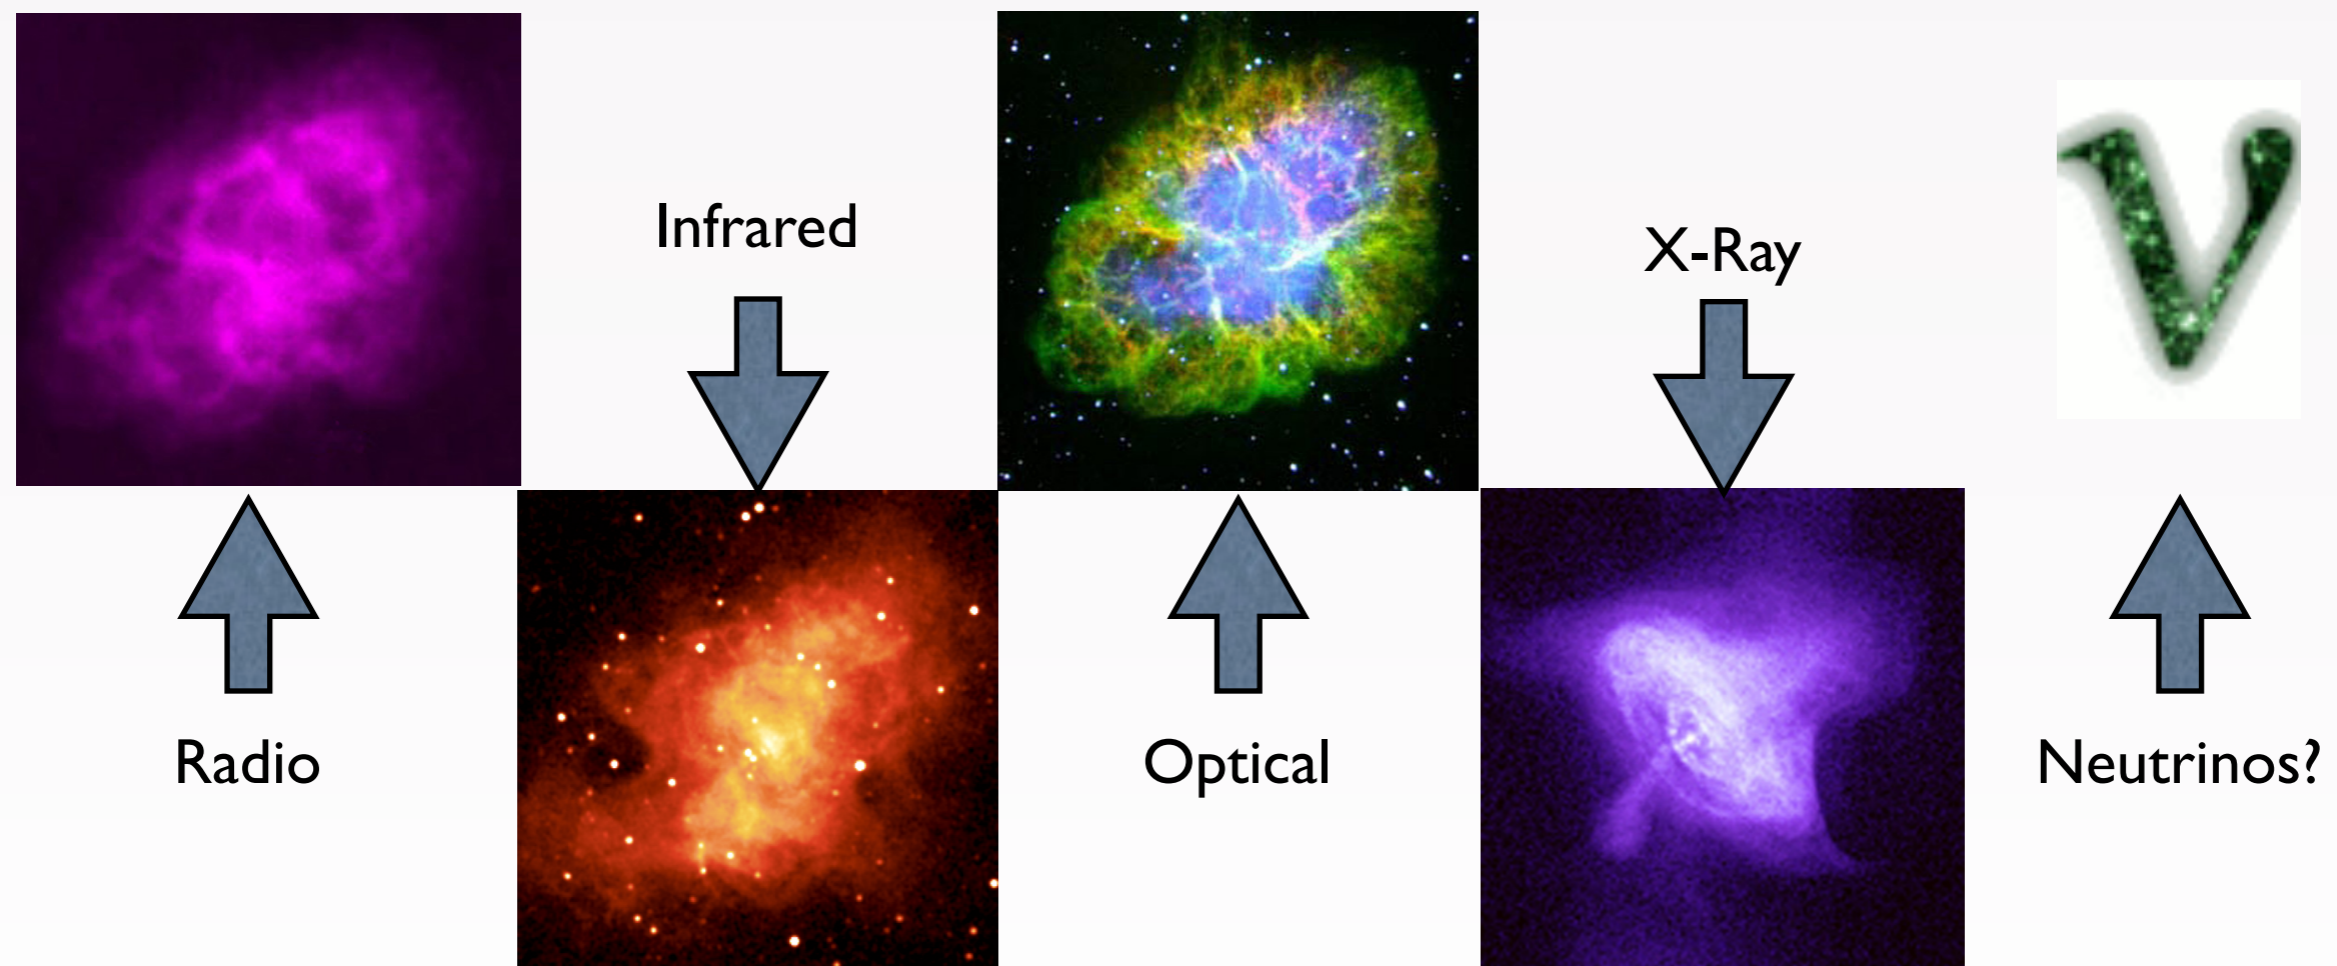 Infrared
X-Ray
ν
Radio
Optical
Neutrinos?